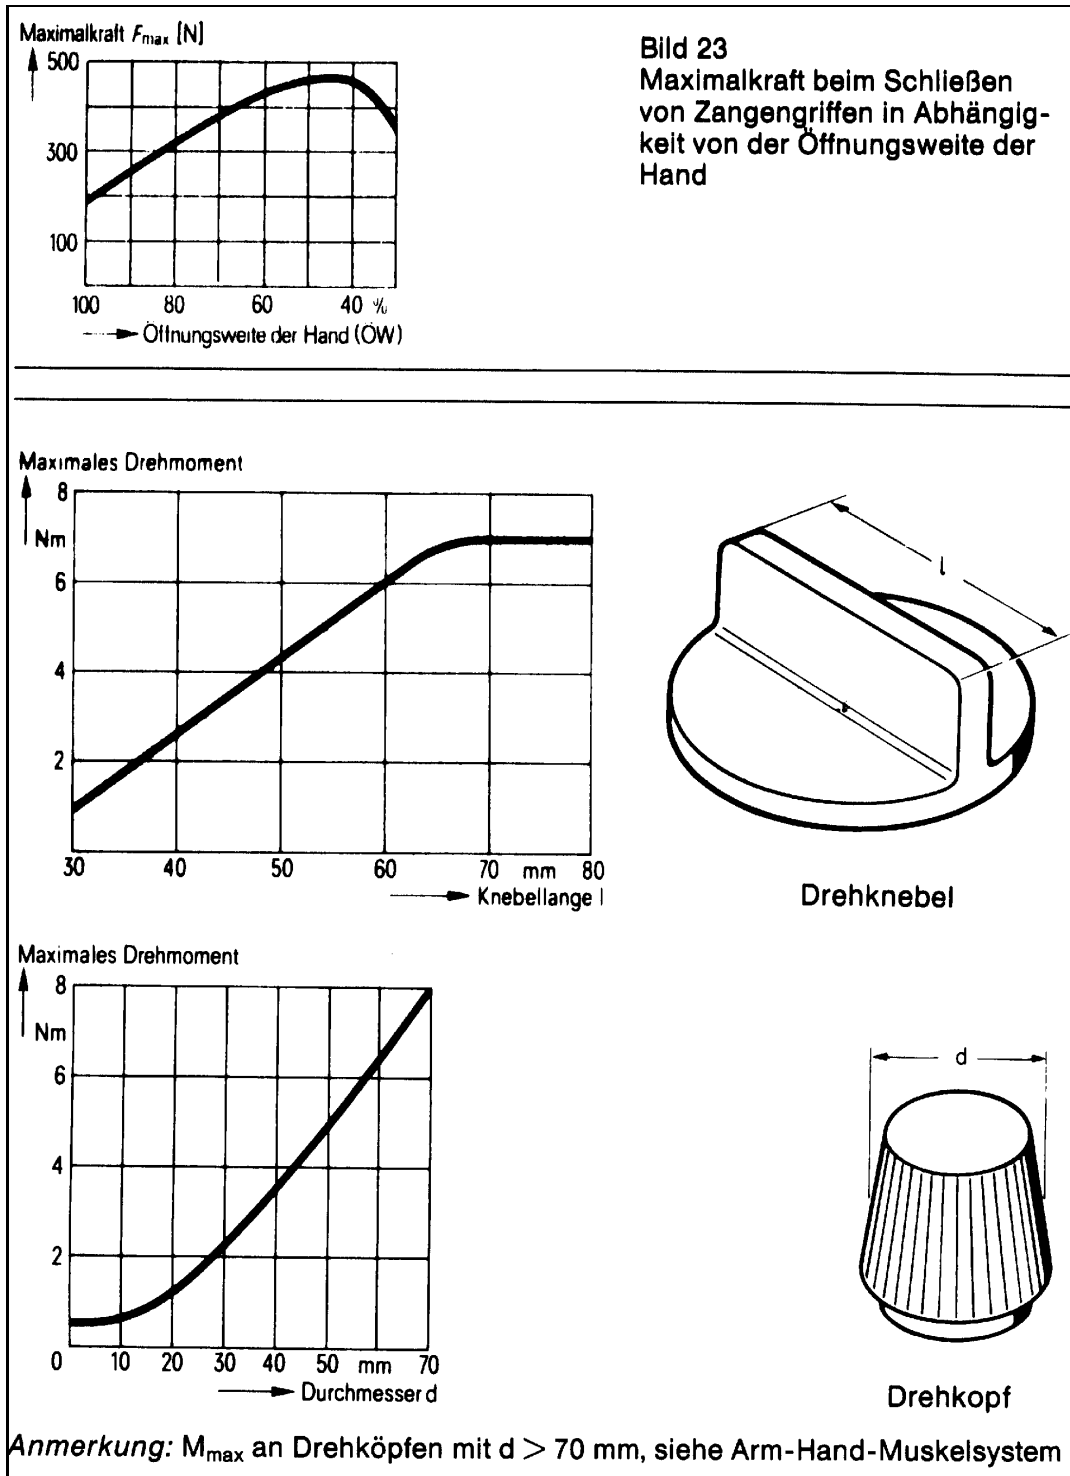 Maximalkraft Fmax [N]
500
300
100
100 80 60 40 %
Öffnungsweite der Hand (ÖW)
Bild 23
Maximalkraft beim Schließen
von Zangengriffen in Abhängig-
keit von der Öffnungsweite der
Hand
Maximales Drehmoment
8
Nm
6
4
2
30 40 50 60 70 mm 80
Knebellange l
l
Drehknebel
Maximales Drehmoment
8
Nm
6
4
2
0 10 20 30 40 50 mm 70
Durchmesser d
d
Drehkopf
Anmerkung: Mmax an Drehköpfen mit d > 70 mm, siehe Arm-Hand-Muskelsystem